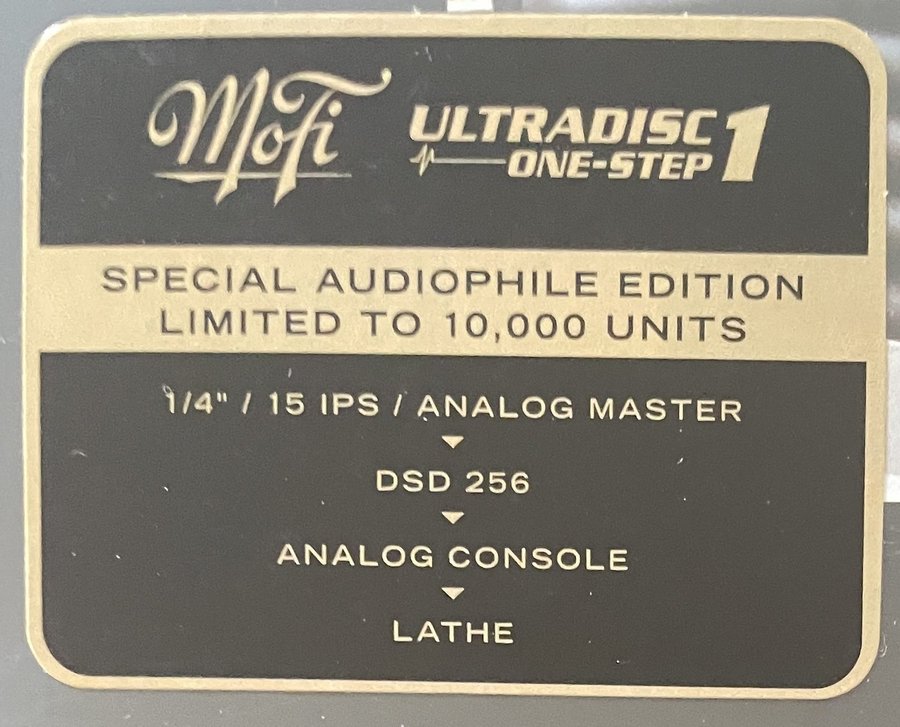 MoFi
ULTRADISC 1
ONE-STEP
SPECIAL AUDIOPHILE EDITION
LIMITED TO 10,000 UNITS
1/4" / 15 IPS / ANALOG MASTER
DSD 256
ANALOG CONSOLE
LATHE